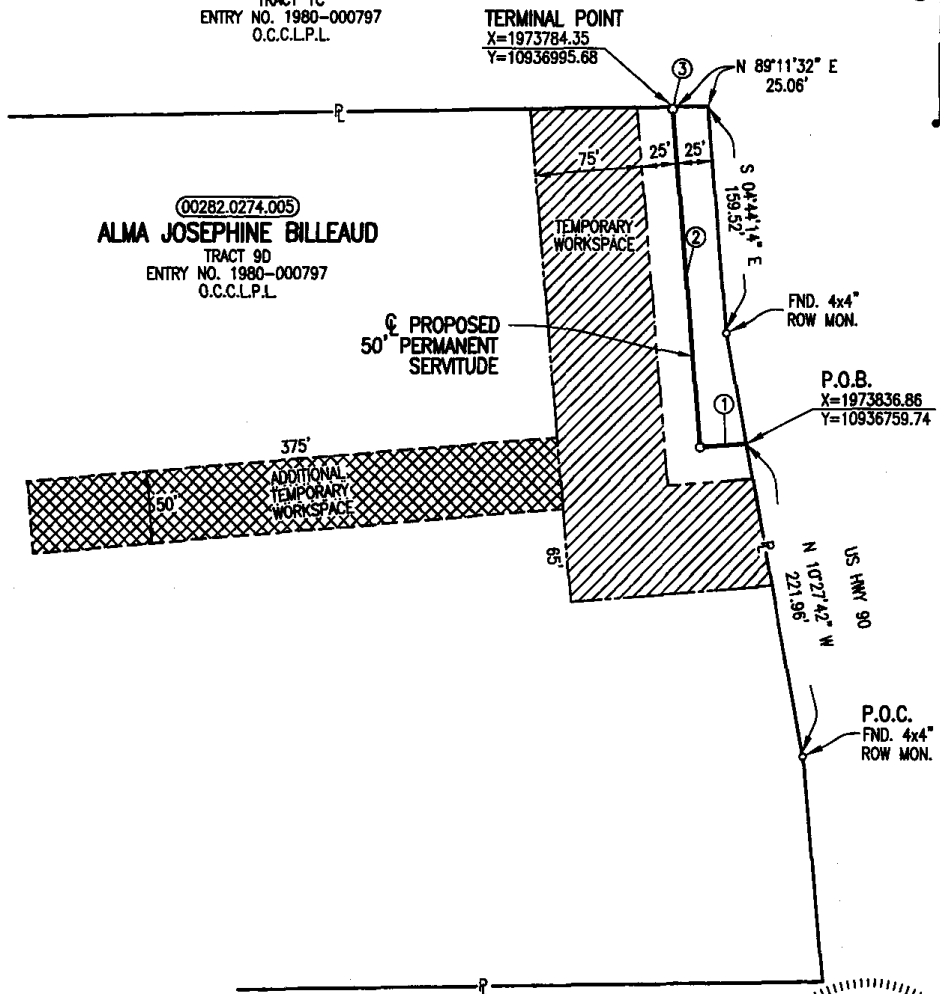 TRACT 1C
ENTRY NO. 1980-000797
O.C.C.L.P.L.
TERMINAL POINT
X=1973784.35
Y=10936995.68
③
N 89°11'32" E
25.06'
℄
75'
25'
25'
S 04°44'14" E
159.52'
00282.0274.005
ALMA JOSEPHINE BILLEAUD
TRACT 9D
ENTRY NO. 1980-000797
O.C.C.L.P.L.
TEMPORARY
WORKSPACE
②
FND. 4x4"
ROW MON.
℄ PROPOSED
50' PERMANENT
SERVITUDE
P.O.B.
X=1973836.86
Y=10936759.74
①
375'
ADDITIONAL
TEMPORARY
WORKSPACE
50'
65'
US HWY 90
N 10°27'42" W
221.96'
P.O.C.
FND. 4x4"
ROW MON.